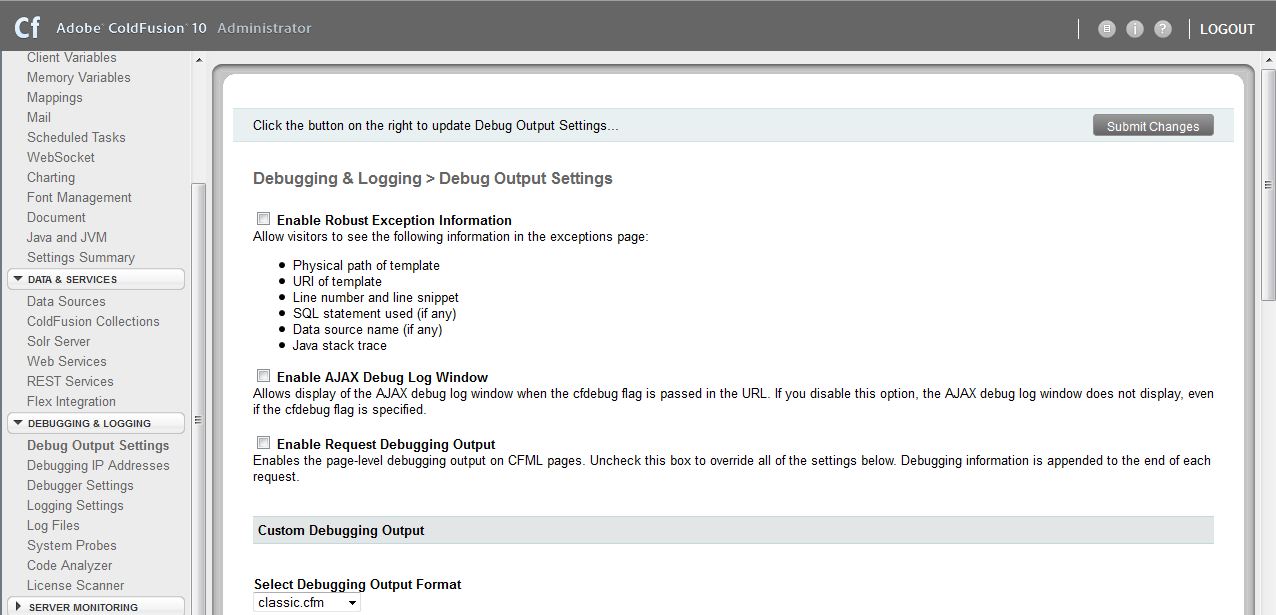 Cf Adobe® ColdFusion® 10 Administrator
LOGOUT
Client Variables
Memory Variables
Mappings
Mail
Scheduled Tasks
WebSocket
Charting
Font Management
Document
Java and JVM
Settings Summary
DATA & SERVICES
Data Sources
ColdFusion Collections
Solr Server
Web Services
REST Services
Flex Integration
DEBUGGING & LOGGING
Debug Output Settings
Debugging IP Addresses
Debugger Settings
Logging Settings
Log Files
System Probes
Code Analyzer
License Scanner
SERVER MONITORING
Click the button on the right to update Debug Output Settings...
Submit Changes
Debugging & Logging > Debug Output Settings
Enable Robust Exception Information
Allow visitors to see the following information in the exceptions page:
Physical path of template
URI of template
Line number and line snippet
SQL statement used (if any)
Data source name (if any)
Java stack trace
Enable AJAX Debug Log Window
Allows display of the AJAX debug log window when the cfdebug flag is passed in the URL. If you disable this option, the AJAX debug log window does not display, even
if the cfdebug flag is specified.
Enable Request Debugging Output
Enables the page-level debugging output on CFML pages. Uncheck this box to override all of the settings below. Debugging information is appended to the end of each
request.
Custom Debugging Output
Select Debugging Output Format
classic.cfm